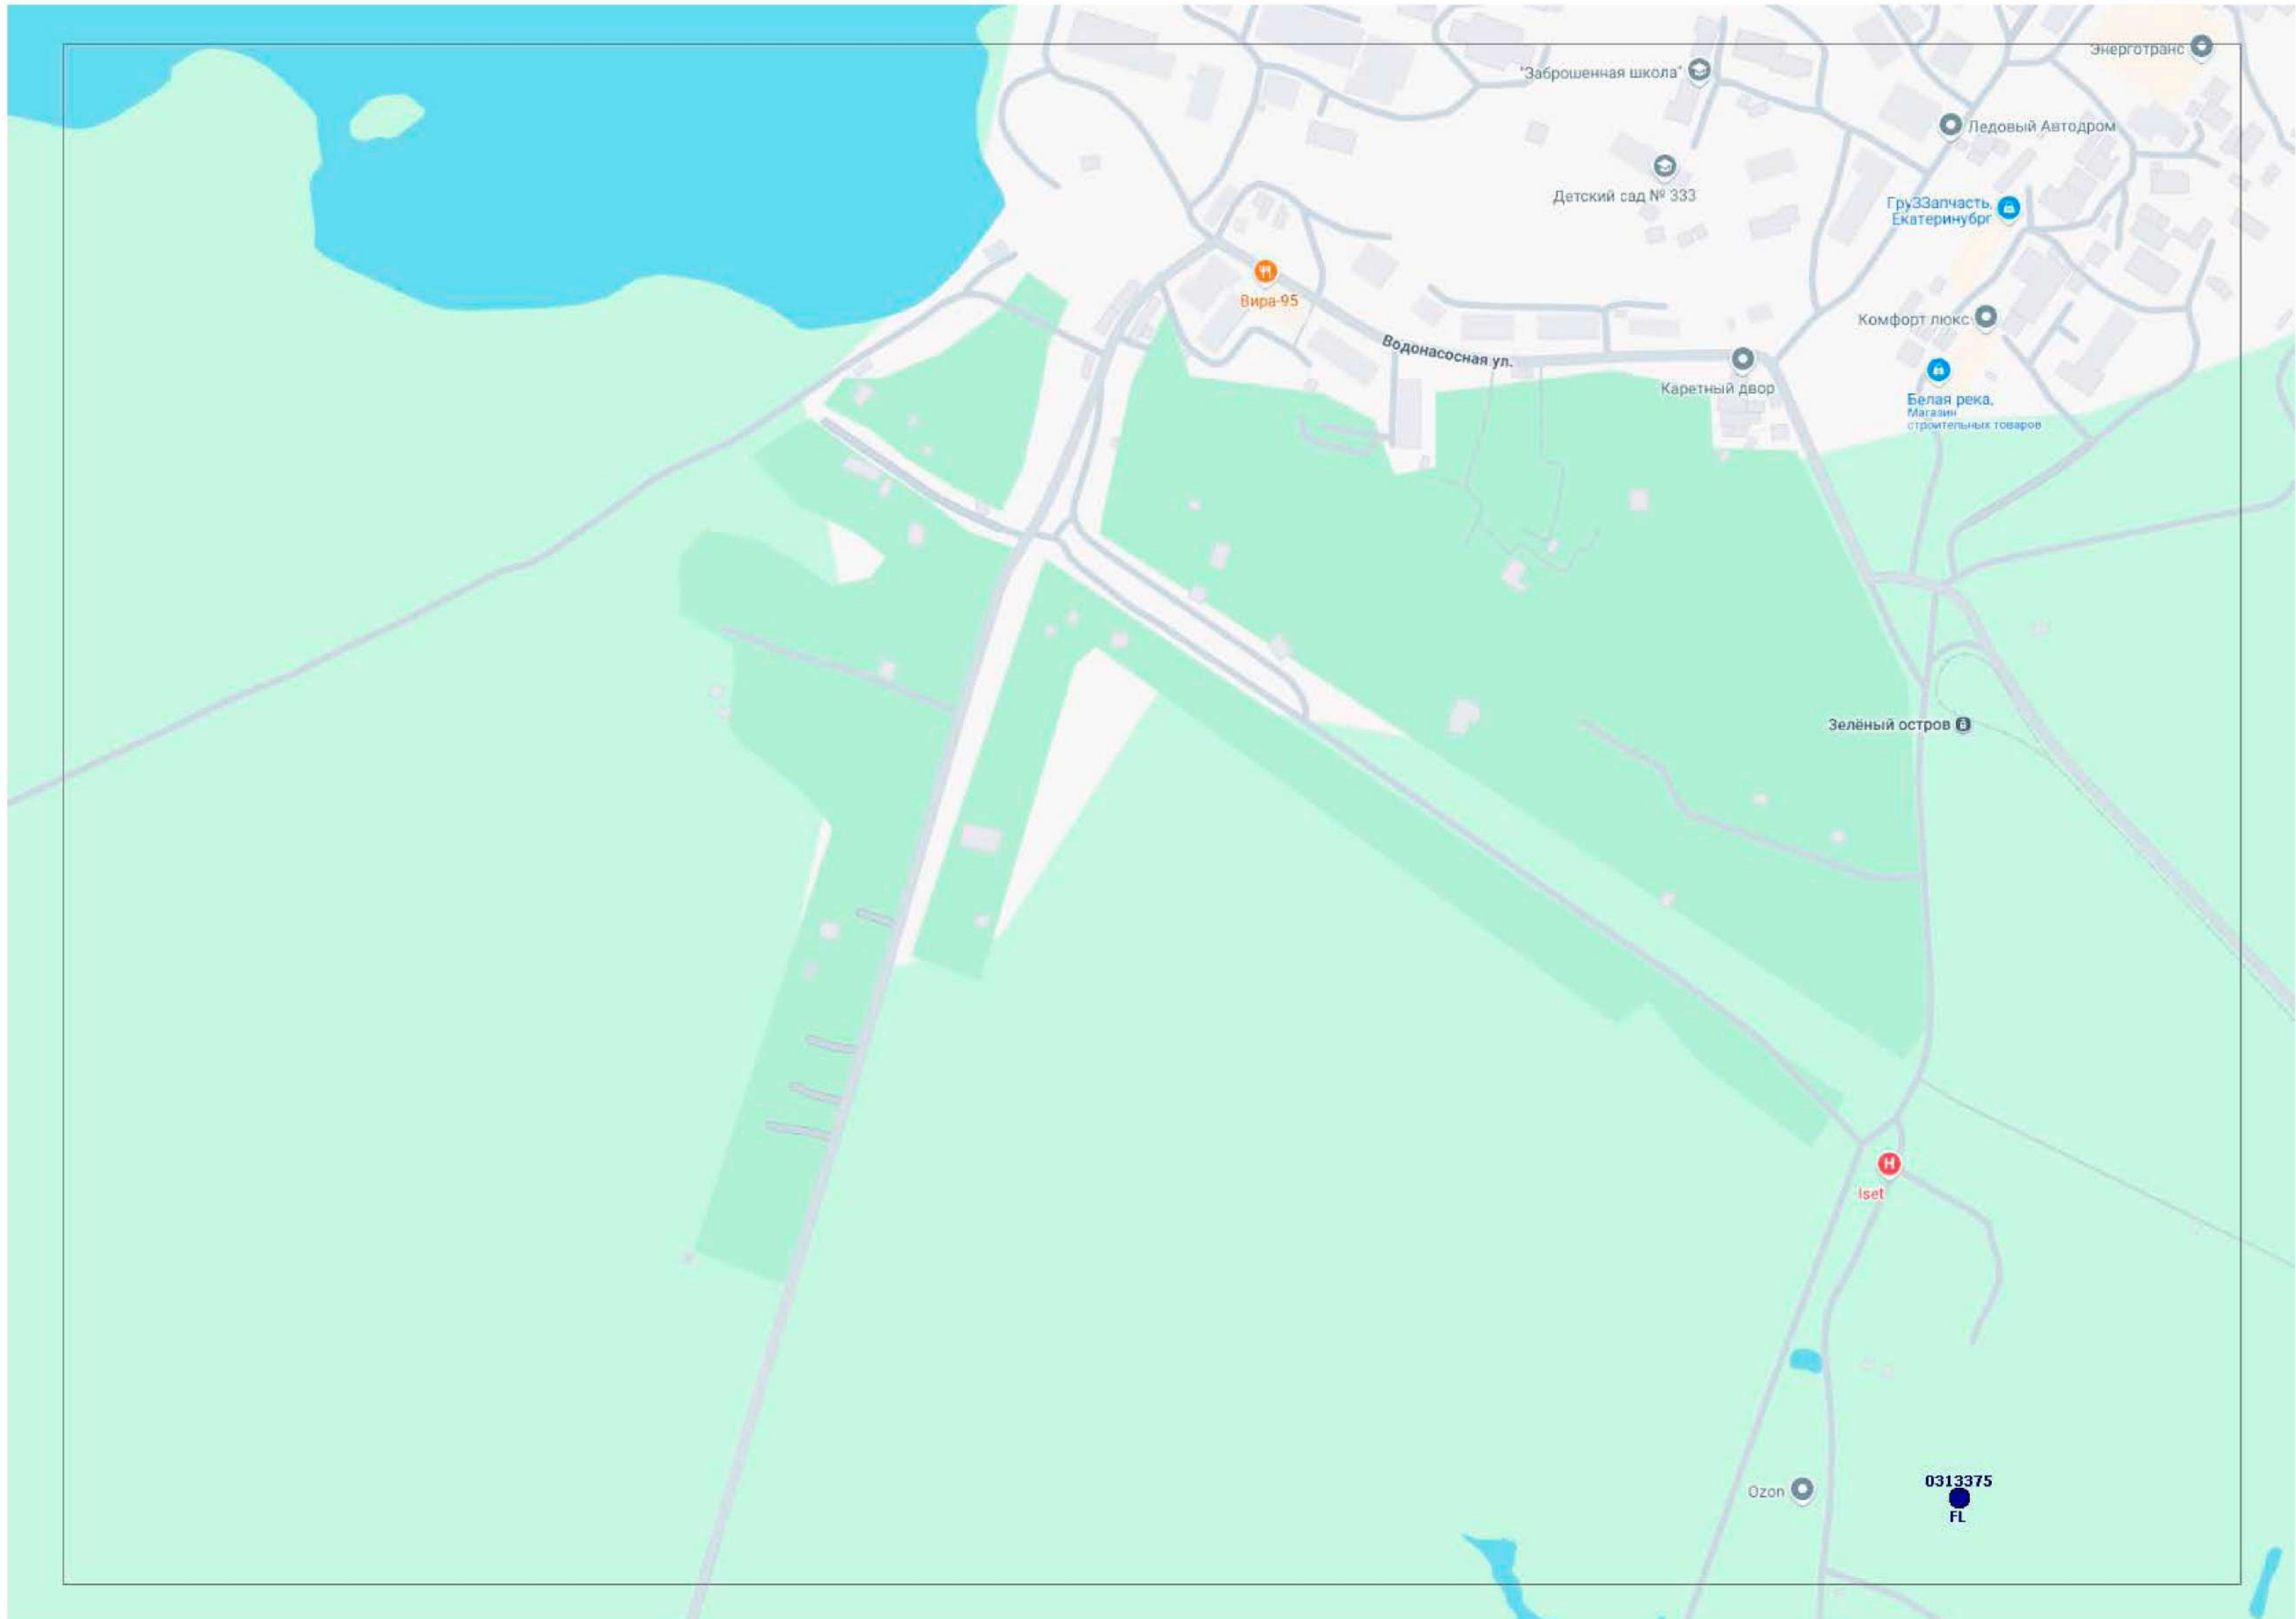 Энерготранс
"Заброшенная школа"
Ледовый Автодром
Детский сад № 333
ГруЗЗапчасть,
Екатеринубрг
Вира-95
Комфорт люкс
Водонасосная ул.
Каретный двор
Белая река,
Магазин
строительных товаров
Зелёный остров
H
Iset
0313375
Ozon
FL